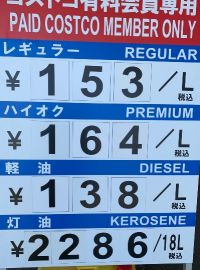 コストコ有料会員専用
PAID COSTCO MEMBER ONLY
レギュラー REGULAR
¥153/L 税込
ハイオク PREMIUM
¥164/L 税込
軽油 DIESEL
¥138/L 税込
灯油 KEROSENE
¥2286/18L 税込